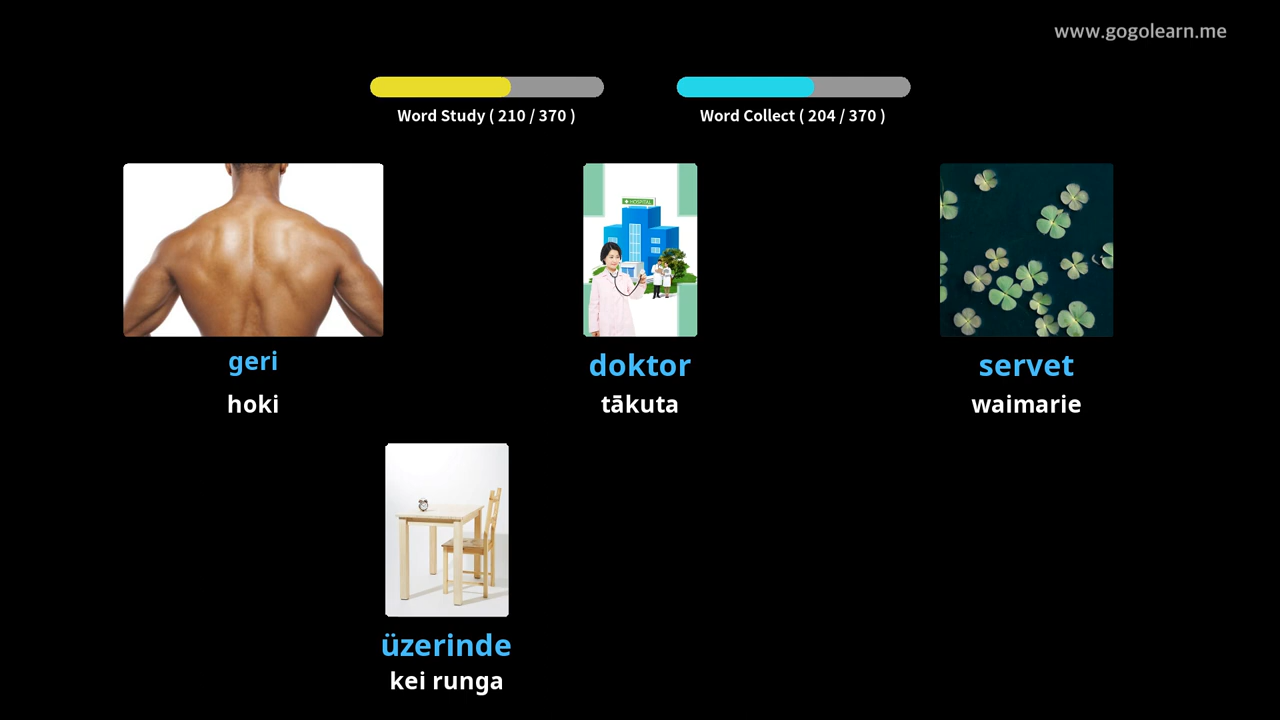 www.gogolearn.me
Word Study ( 210 / 370 )
Word Collect ( 204 / 370 )
HOSPITAL
geri
doktor
servet
hoki
tākuta
waimarie
üzerinde
kei runga